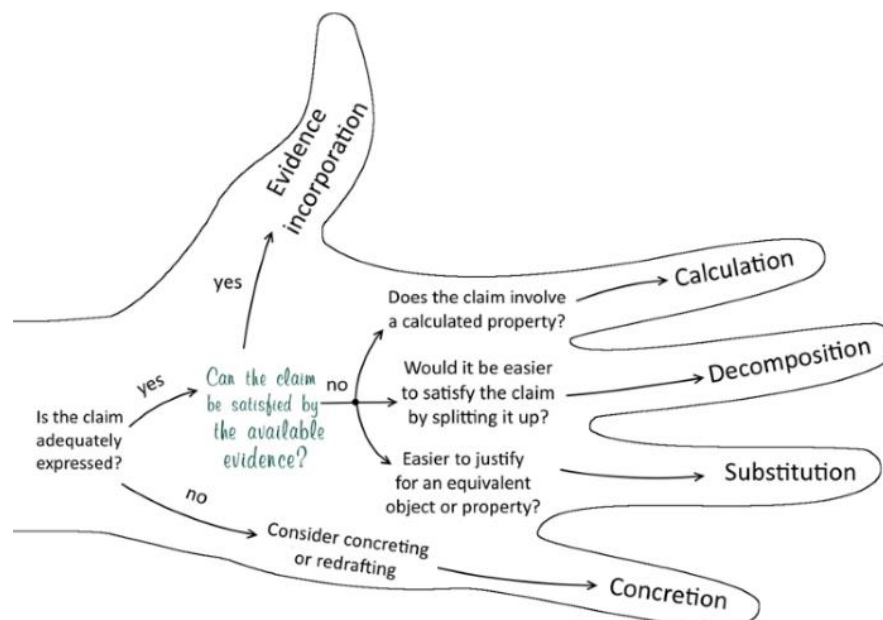 Evidence
incorporation
yes
Calculation
Does the claim involve
a calculated property?
Decomposition
Would it be easier
to satisfy the claim
by splitting it up?
no
Can the claim
be satisfied by
the available
evidence?
yes
Is the claim
adequately
expressed?
Easier to justify
for an equivalent
object or property?
Substitution
no
Consider concreting
or redrafting
Concretion